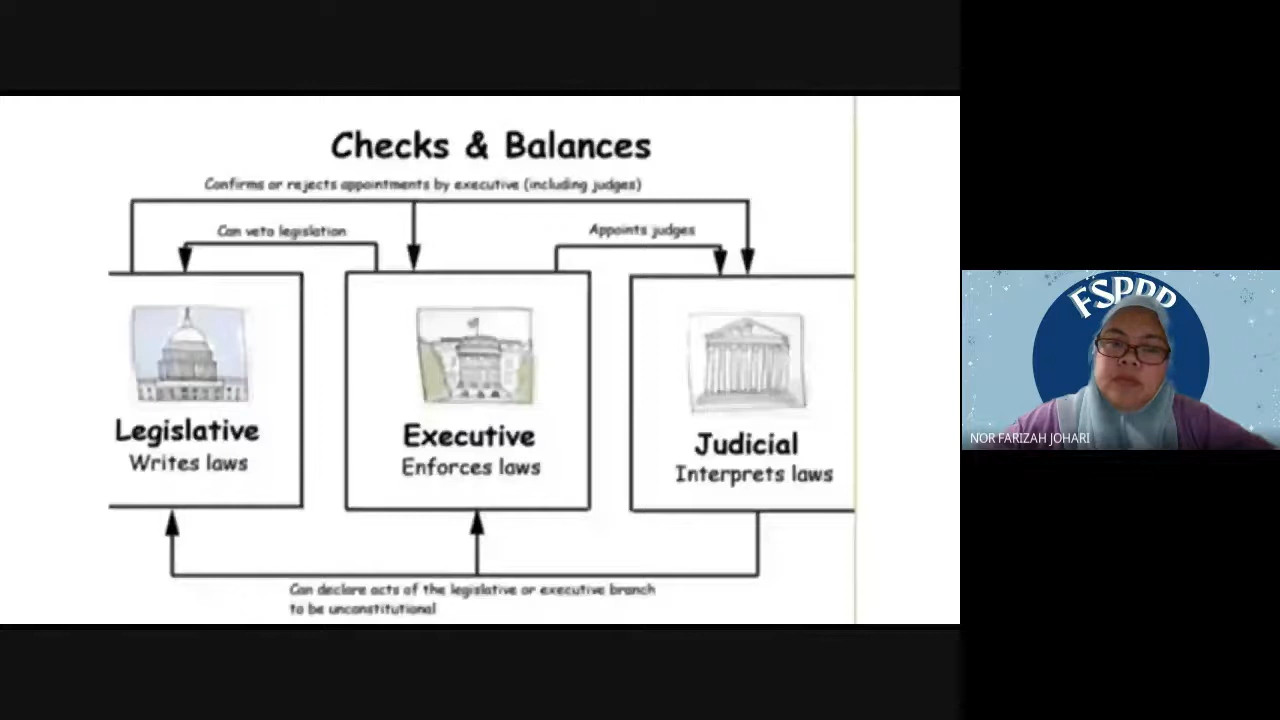 Checks & Balances
Confirms or rejects appointments by executive (including judges)
Can veto legislation
Appoints judges
Legislative
Writes laws
Executive
Enforces laws
Judicial
Interprets laws
Can declare acts of the legislative or executive branch
to be unconstitutional
FSPPP
NOR FARIZAH JOHARI